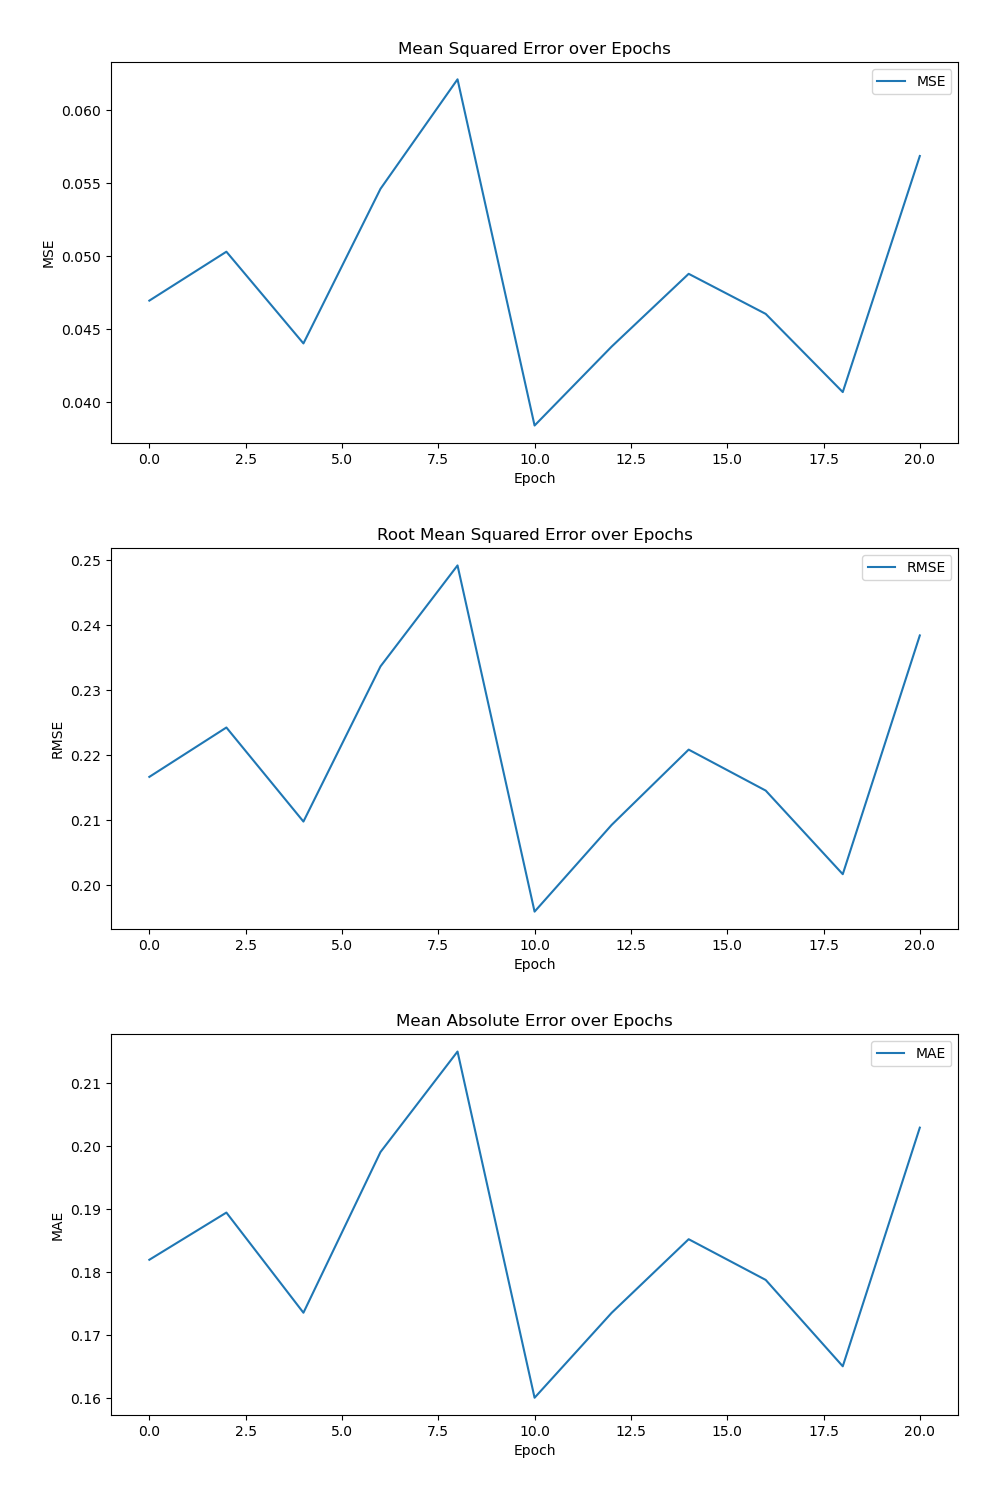 Mean Squared Error over Epochs
MSE
0.060
0.055
0.050
0.045
0.040
MSE
0.0 2.5 5.0 7.5 10.0 12.5 15.0 17.5 20.0
Epoch
Root Mean Squared Error over Epochs
RMSE
0.25
0.24
0.23
0.22
0.21
0.20
RMSE
0.0 2.5 5.0 7.5 10.0 12.5 15.0 17.5 20.0
Epoch
Mean Absolute Error over Epochs
MAE
0.21
0.20
0.19
0.18
0.17
0.16
MAE
0.0 2.5 5.0 7.5 10.0 12.5 15.0 17.5 20.0
Epoch